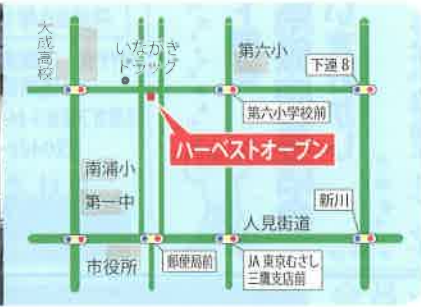 大成高校
いたがき
ドラッグ
第六小
下連8
第六小学校前
ハーベストオーブン
南浦小
第一中
新川
人見街道
市役所
郵便局前
JA 東京むさし
三鷹支店前